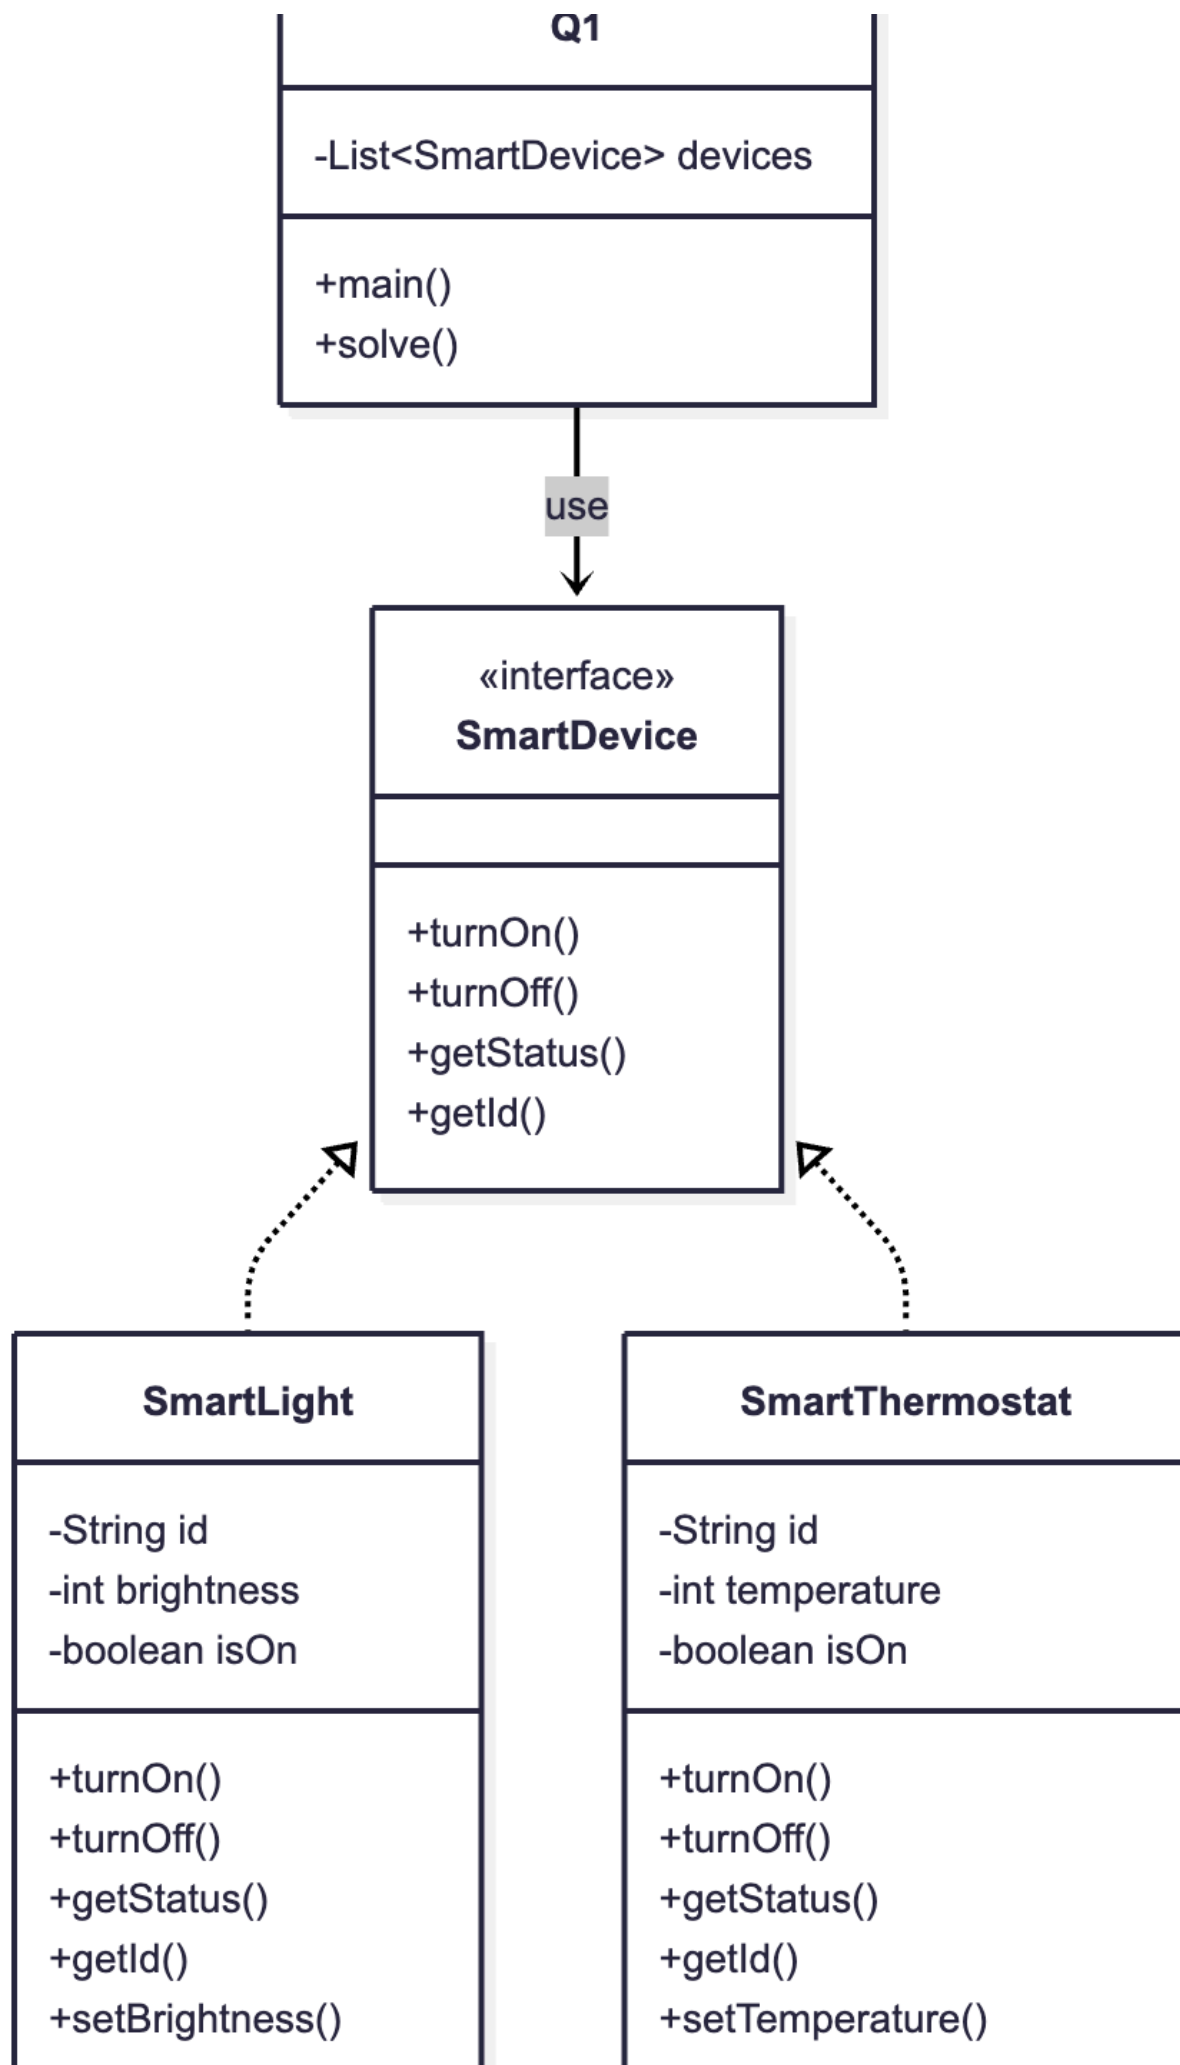 Q1
-List<SmartDevice> devices
+main()
+solve()
use
«interface»
SmartDevice
+turnOn()
+turnOff()
+getStatus()
+getId()
SmartLight
-String id
-int brightness
-boolean isOn
+turnOn()
+turnOff()
+getStatus()
+getId()
+setBrightness()
SmartThermostat
-String id
-int temperature
-boolean isOn
+turnOn()
+turnOff()
+getStatus()
+getId()
+setTemperature()